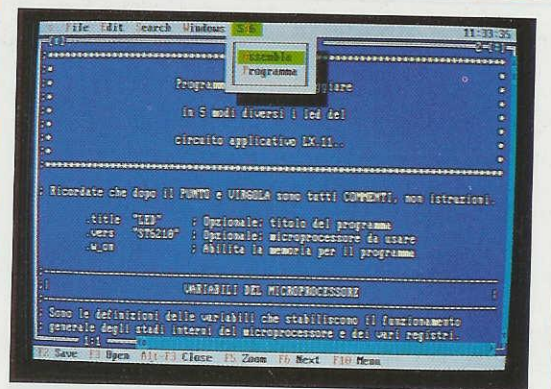 File Edit Search Windows ST6 11:33:35
Assembla
Programma
2
Programma
in 5 modi diversi i led del
circuito applicativo LX.11..
; Ricordate che dopo il PUNTO e VIRGOLA sono tutti COMMENTI, non istruzioni.
.title "LED" ; Opzionale: titolo del programma
.vers "ST6210" ; Opzionale: microprocessore da usare
.w_on ; Abilita la memoria per il programma
VARIABILI DEL MICROPROCESSORE
; Sono le definizioni delle variabili che stabiliscono il funzionamento
; generale degli stadi interni del microprocessore e dei vari registri.
1:1
F2 Save F3 Open Alt-F3 Close F5 Zoom F6 Next F10 Menu